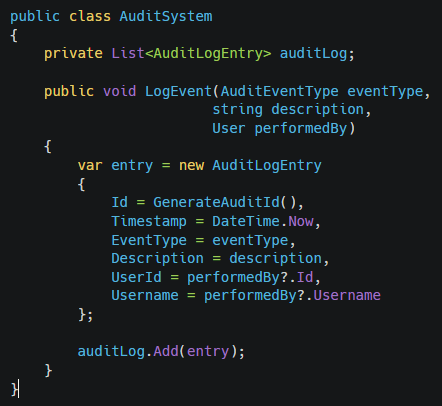 public class AuditSystem
{
    private List<AuditLogEntry> auditLog;

    public void LogEvent(AuditEventType eventType,
                        string description,
                        User performedBy)
    {
        var entry = new AuditLogEntry
        {
            Id = GenerateAuditId(),
            Timestamp = DateTime.Now,
            EventType = eventType,
            Description = description,
            UserId = performedBy?.Id,
            Username = performedBy?.Username
        };

        auditLog.Add(entry);
    }
}